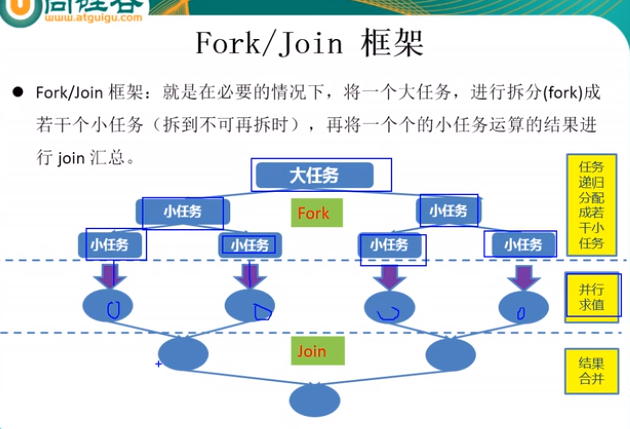 尚硅谷
www.atguigu.com
Fork/Join 框架
● Fork/Join 框架：就是在必要的情况下，将一个大任务，进行拆分(fork)成
若干个小任务（拆到不可再拆时），再将一个个的小任务运算的结果进
行 join 汇总。
大任务
小任务
Fork
小任务
小任务
小任务
小任务
小任务
任务
递归
分配
成若
干小
任务
并行
求值
Join
结果
合并